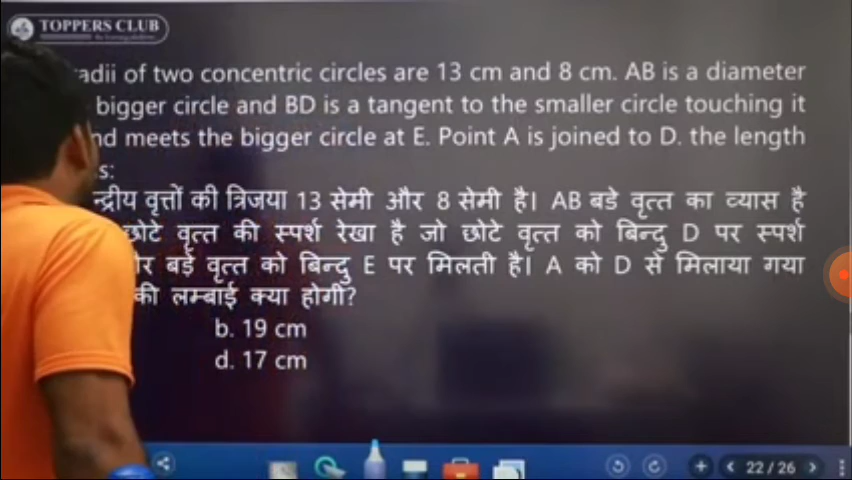 TOPPERS CLUB
adii of two concentric circles are 13 cm and 8 cm. AB is a diameter
bigger circle and BD is a tangent to the smaller circle touching it
nd meets the bigger circle at E. Point A is joined to D. the length
s:
न्द्रीय वृत्तों की त्रिजया 13 सेमी और 8 सेमी है। AB बडे वृत्त का व्यास है
छोटे वृत्त की स्पर्श रेखा है जो छोटे वृत्त को बिन्दु D पर स्पर्श
र बड़े वृत्त को बिन्दु E पर मिलती है। A को D से मिलाया गया
की लम्बाई क्या होगी?
b. 19 cm
d. 17 cm
22 / 26